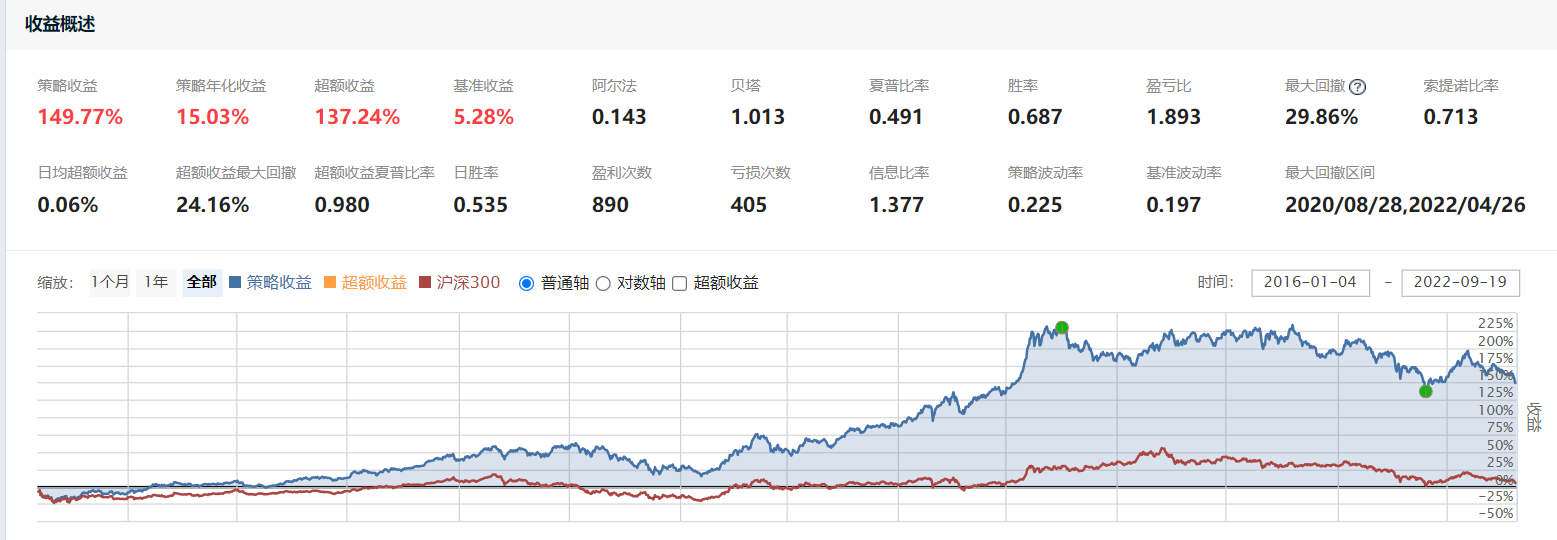 收益概述
策略收益 策略年化收益 超额收益 基准收益 阿尔法 贝塔 夏普比率 胜率 盈亏比 最大回撤 ? 索提诺比率
149.77% 15.03% 137.24% 5.28% 0.143 1.013 0.491 0.687 1.893 29.86% 0.713
日均超额收益 超额收益最大回撤 超额收益夏普比率 日胜率 盈利次数 亏损次数 信息比率 策略波动率 基准波动率 最大回撤区间
0.06% 24.16% 0.980 0.535 890 405 1.377 0.225 0.197 2020/08/28,2022/04/26
缩放: 1个月 1年 全部 策略收益 超额收益 沪深300 普通轴 对数轴 超额收益 时间: 2016-01-04 - 2022-09-19
225%
200%
175%
150%
125%
100%
75%
50%
25%
0%
-25%
-50%
收益